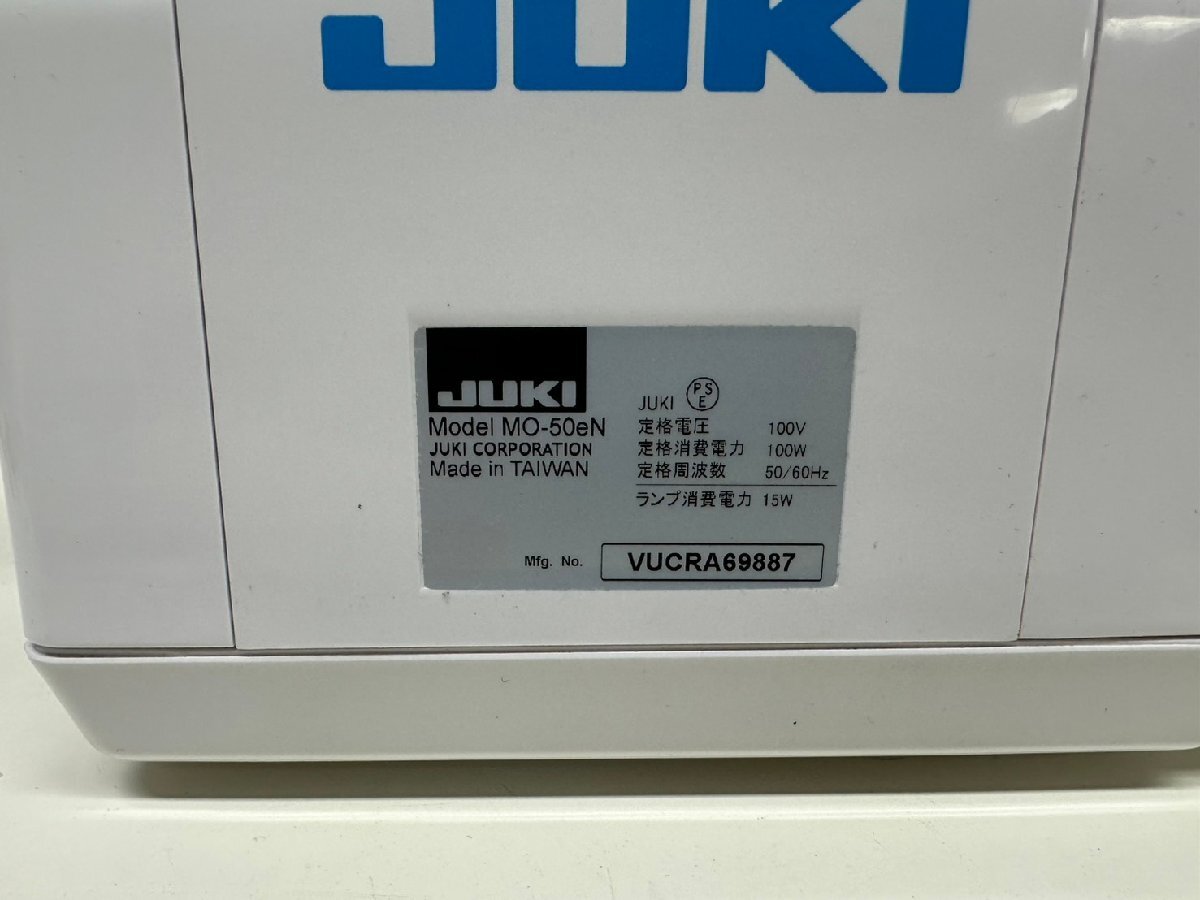 JUKI
JUKI
Model MO-50eN
JUKI CORPORATION
Made in TAIWAN
JUKI PSE
定格電圧 100V
定格消費電力 100W
定格周波数 50/60Hz
ランプ消費電力 15W
Mfg. No. VUCRA69887